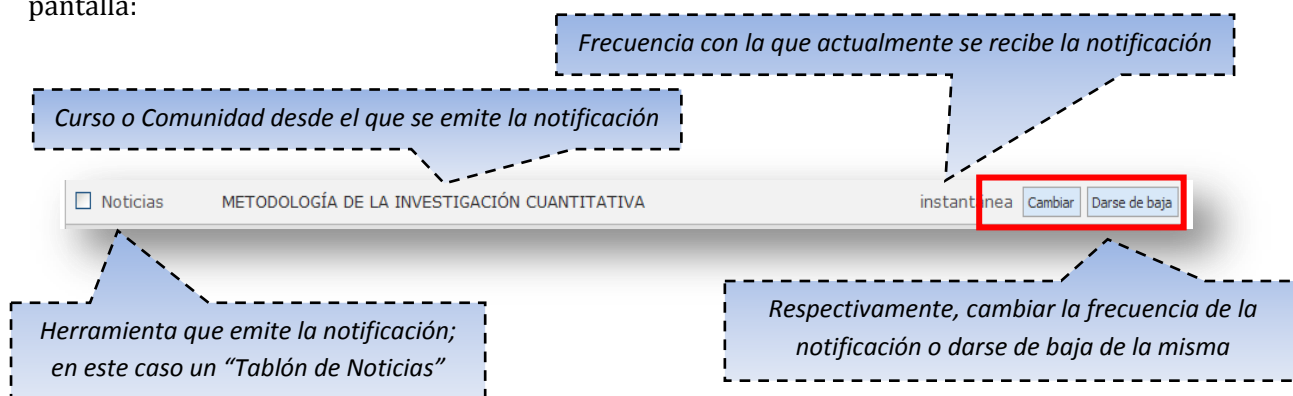 pantalla:
Frecuencia con la que actualmente se recibe la notificación
Curso o Comunidad desde el que se emite la notificación
Noticias METODOLOGÍA DE LA INVESTIGACIÓN CUANTITATIVA instantánea Cambiar Darse de baja
Herramienta que emite la notificación;
en este caso un “Tablón de Noticias”
Respectivamente, cambiar la frecuencia de la
notificación o darse de baja de la misma